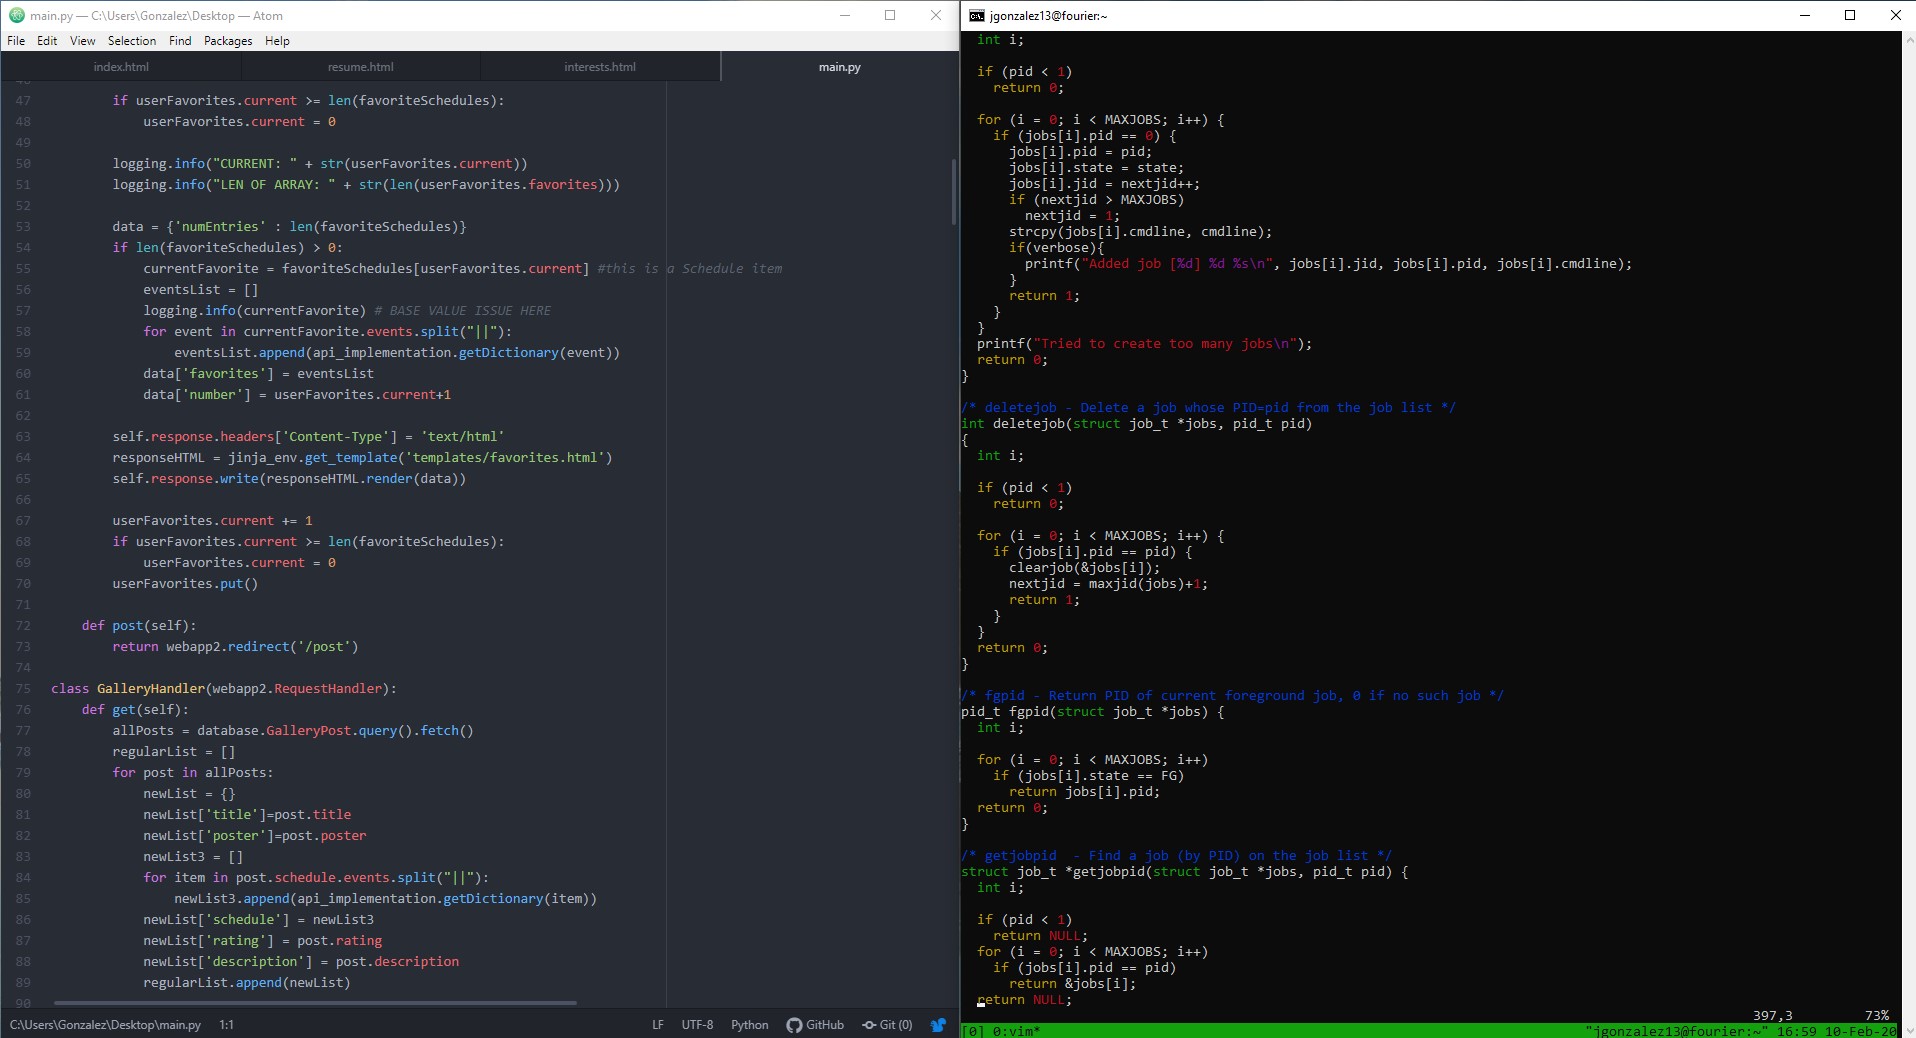 main.py — C:\Users\Gonzalez\Desktop — Atom
File Edit View Selection Find Packages Help
index.html resume.html interests.html main.py
47 if userFavorites.current >= len(favoriteSchedules):
48 userFavorites.current = 0
49
50 logging.info("CURRENT: " + str(userFavorites.current))
51 logging.info("LEN OF ARRAY: " + str(len(userFavorites.favorites)))
52
53 data = {'numEntries' : len(favoriteSchedules)}
54 if len(favoriteSchedules) > 0:
55 currentFavorite = favoriteSchedules[userFavorites.current] #this is a Schedule item
56 eventsList = []
57 logging.info(currentFavorite) # BASE VALUE ISSUE HERE
58 for event in currentFavorite.events.split("||"):
59 eventsList.append(api_implementation.getDictionary(event))
60 data['favorites'] = eventsList
61 data['number'] = userFavorites.current+1
62
63 self.response.headers['Content-Type'] = 'text/html'
64 responseHTML = jinja_env.get_template('templates/favorites.html')
65 self.response.write(responseHTML.render(data))
66
67 userFavorites.current += 1
68 if userFavorites.current >= len(favoriteSchedules):
69 userFavorites.current = 0
70 userFavorites.put()
71
72 def post(self):
73 return webapp2.redirect('/post')
74
75 class GalleryHandler(webapp2.RequestHandler):
76 def get(self):
77 allPosts = database.GalleryPost.query().fetch()
78 regularList = []
79 for post in allPosts:
80 newList = {}
81 newList['title']=post.title
82 newList['poster']=post.poster
83 newList3 = []
84 for item in post.schedule.events.split("||"):
85 newList3.append(api_implementation.getDictionary(item))
86 newList['schedule'] = newList3
87 newList['rating'] = post.rating
88 newList['description'] = post.description
89 regularList.append(newList)
90
C:\Users\Gonzalez\Desktop\main.py 1:1 LF UTF-8 Python GitHub Git (0)
jgonzalez13@fourier:~
int i;
if (pid < 1)
return 0;
for (i = 0; i < MAXJOBS; i++) {
if (jobs[i].pid == 0) {
jobs[i].pid = pid;
jobs[i].state = state;
jobs[i].jid = nextjid++;
if (nextjid > MAXJOBS)
nextjid = 1;
strcpy(jobs[i].cmdline, cmdline);
if(verbose){
printf("Added job [%d] %d %s\n", jobs[i].jid, jobs[i].pid, jobs[i].cmdline);
}
return 1;
}
}
printf("Tried to create too many jobs\n");
return 0;
}
/* deletejob - Delete a job whose PID=pid from the job list */
int deletejob(struct job_t *jobs, pid_t pid)
{
int i;
if (pid < 1)
return 0;
for (i = 0; i < MAXJOBS; i++) {
if (jobs[i].pid == pid) {
clearjob(&jobs[i]);
nextjid = maxjid(jobs)+1;
return 1;
}
}
return 0;
}
/* fgpid - Return PID of current foreground job, 0 if no such job */
pid_t fgpid(struct job_t *jobs) {
int i;
for (i = 0; i < MAXJOBS; i++)
if (jobs[i].state == FG)
return jobs[i].pid;
return 0;
}
/* getjobpid  - Find a job (by PID) on the job list */
struct job_t *getjobpid(struct job_t *jobs, pid_t pid) {
int i;
if (pid < 1)
return NULL;
for (i = 0; i < MAXJOBS; i++)
if (jobs[i].pid == pid)
return &jobs[i];
return NULL;
397,3 73%
[0] 0:vim* "jgonzalez13@fourier:~" 16:59 10-Feb-20